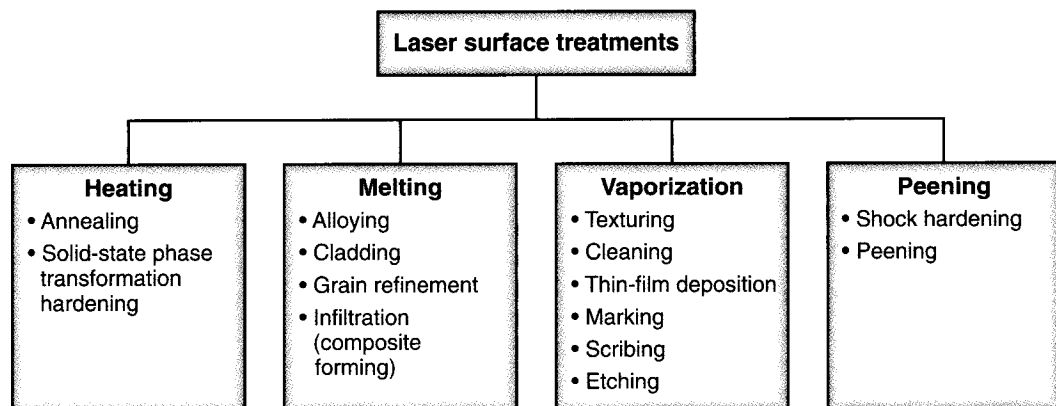 Laser surface treatments
Heating
• Annealing
• Solid-state phase
transformation
hardening
Melting
• Alloying
• Cladding
• Grain refinement
• Infiltration
(composite
forming)
Vaporization
• Texturing
• Cleaning
• Thin-film deposition
• Marking
• Scribing
• Etching
Peening
• Shock hardening
• Peening